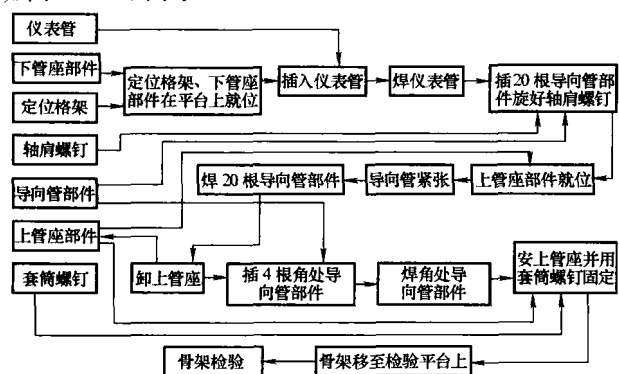 仪表管
下管座部件
定位格架
定位格架、下管座
部件在平台上就位
插入仪表管
焊仪表管
插20根导向管部
件旋好轴肩螺钉
轴肩螺钉
导向管部件
焊20根导向管部件
导向管紧张
上管座部件就位
上管座部件
套筒螺钉
卸上管座
插4根角处导
向管部件
焊角处导
向管部件
安上管座并用
套筒螺钉固定
骨架检验
骨架移至检验平台上